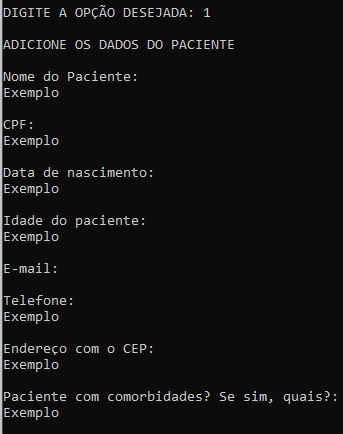 DIGITE A OPÇÃO DESEJADA: 1
ADICIONE OS DADOS DO PACIENTE
Nome do Paciente:
Exemplo
CPF:
Exemplo
Data de nascimento:
Exemplo
Idade do paciente:
Exemplo
E-mail:
Telefone:
Exemplo
Endereço com o CEP:
Exemplo
Paciente com comorbidades? Se sim, quais?:
Exemplo